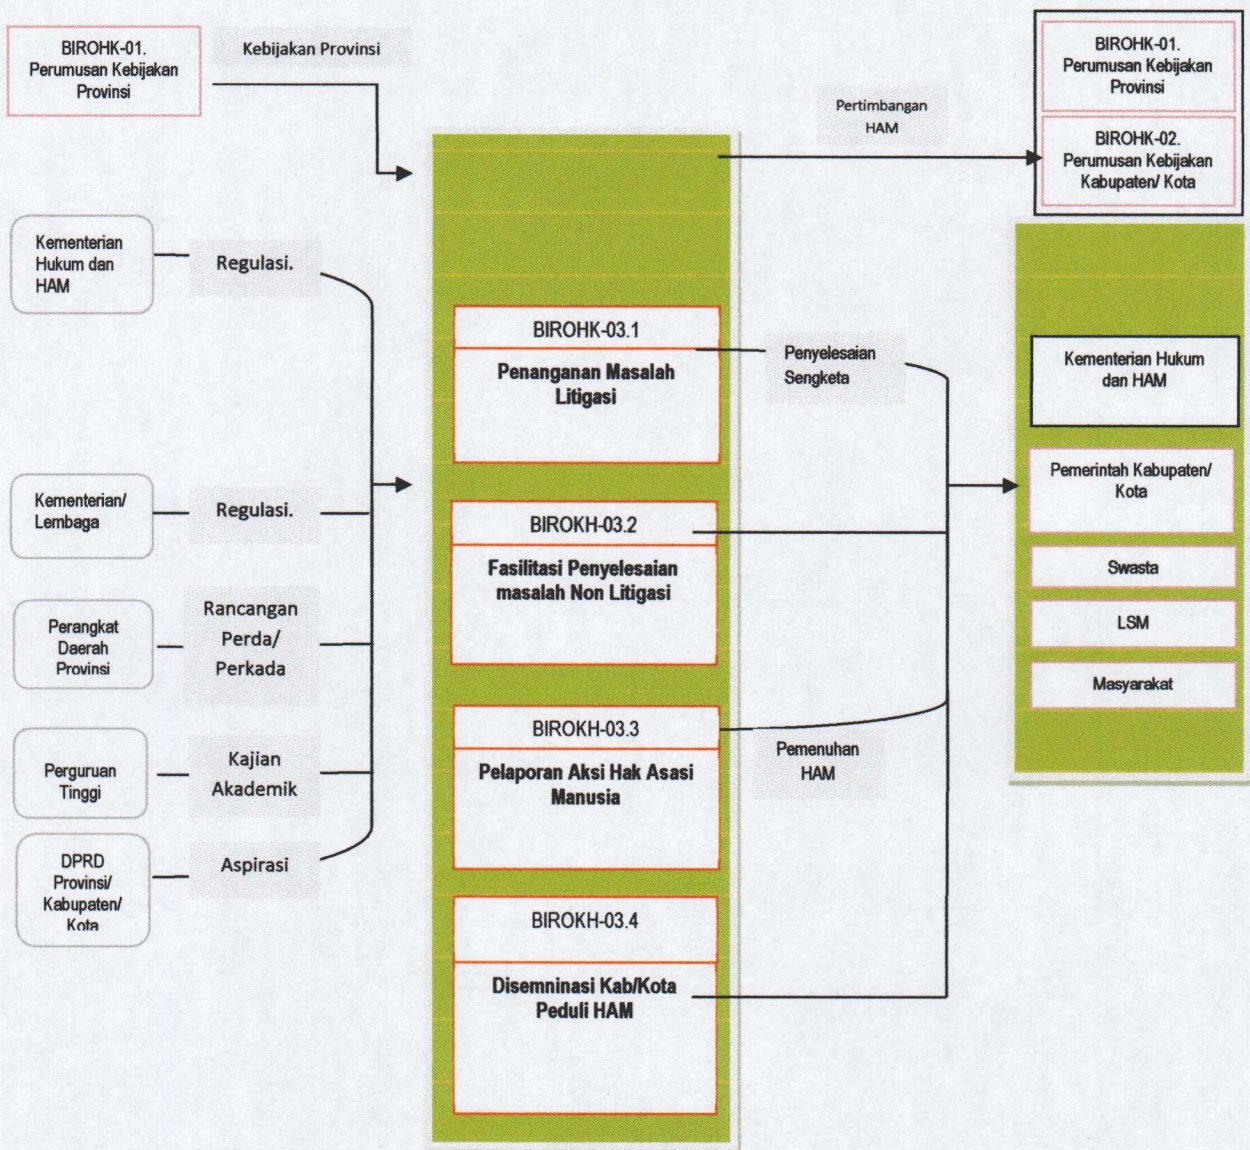 BIROHK-01.
Perumusan Kebijakan
Provinsi
Kebijakan Provinsi
Kementerian
Hukum dan
HAM
Regulasi.
Kementerian/
Lembaga
Regulasi.
Perangkat
Daerah
Provinsi
Rancangan
Perda/
Perkada
Perguruan
Tinggi
Kajian
Akademik
DPRD
Provinsi/
Kabupaten/
Kota
Aspirasi
BIROHK-03.1
Penanganan Masalah
Litigasi
BIROKH-03.2
Fasilitasi Penyelesaian
masalah Non Litigasi
BIROKH-03.3
Pelaporan Aksi Hak Asasi
Manusia
BIROKH-03.4
Disemninasi Kab/Kota
Peduli HAM
Pertimbangan
HAM
Penyelesaian
Sengketa
Pemenuhan
HAM
BIROHK-01.
Perumusan Kebijakan
Provinsi
BIROHK-02.
Perumusan Kebijakan
Kabupaten/ Kota
Kementerian Hukum
dan HAM
Pemerintah Kabupaten/
Kota
Swasta
LSM
Masyarakat